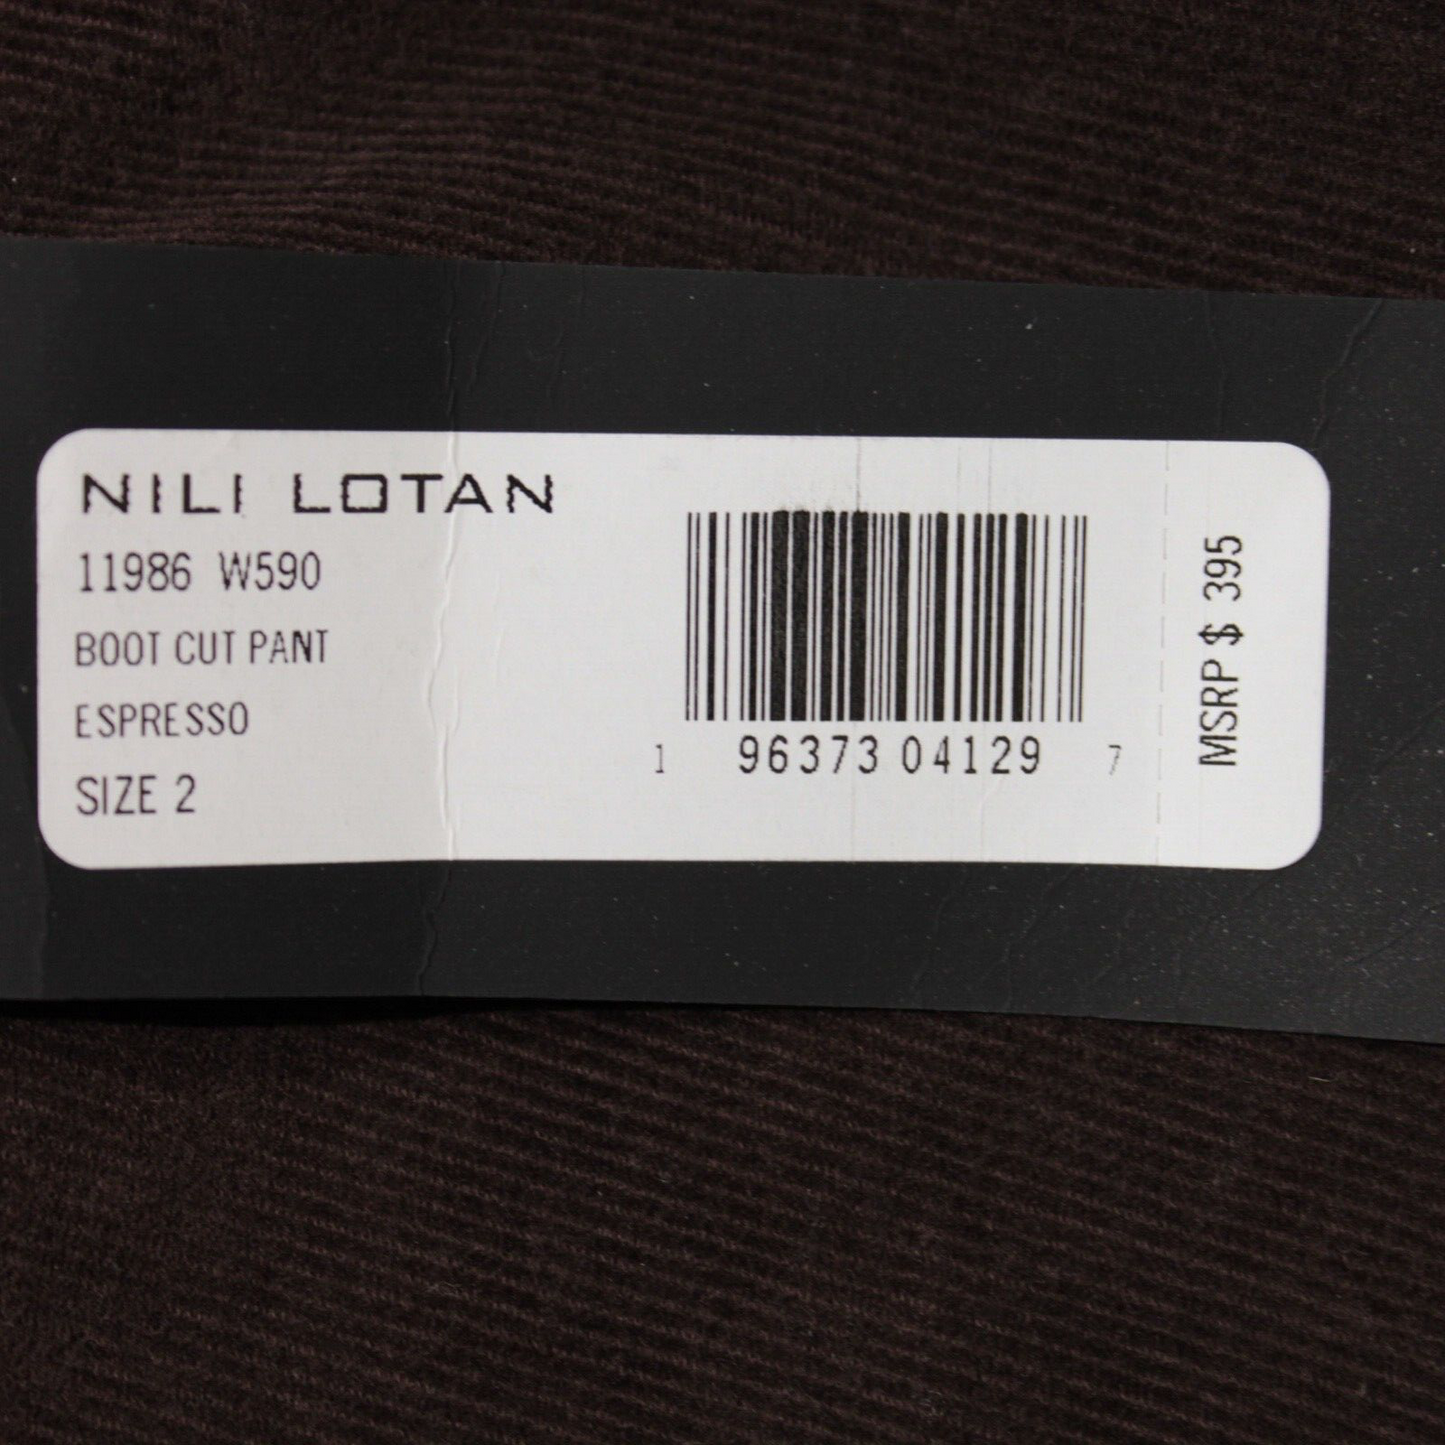 NILI LOTAN
11986 W590
BOOT CUT PANT
ESPRESSO
SIZE 2
1 96373 04129 7
MSRP $ 395